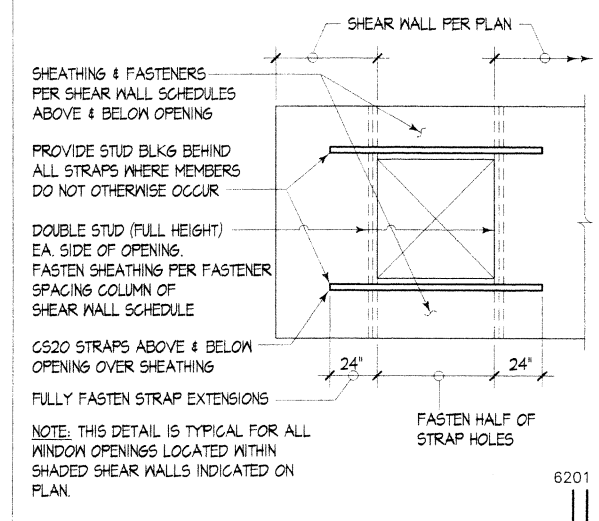 SHEAR WALL PER PLAN
SHEATHING & FASTENERS
PER SHEAR WALL SCHEDULES
ABOVE & BELOW OPENING
PROVIDE STUD BLKG BEHIND
ALL STRAPS WHERE MEMBERS
DO NOT OTHERWISE OCCUR
DOUBLE STUD (FULL HEIGHT)
EA. SIDE OF OPENING.
FASTEN SHEATHING PER FASTENER
SPACING COLUMN OF
SHEAR WALL SCHEDULE
CS20 STRAPS ABOVE & BELOW
OPENING OVER SHEATHING
24" 24"
FULLY FASTEN STRAP EXTENSIONS
FASTEN HALF OF
STRAP HOLES
NOTE: THIS DETAIL IS TYPICAL FOR ALL
WINDOW OPENINGS LOCATED WITHIN
SHADED SHEAR WALLS INDICATED ON
PLAN.
6201